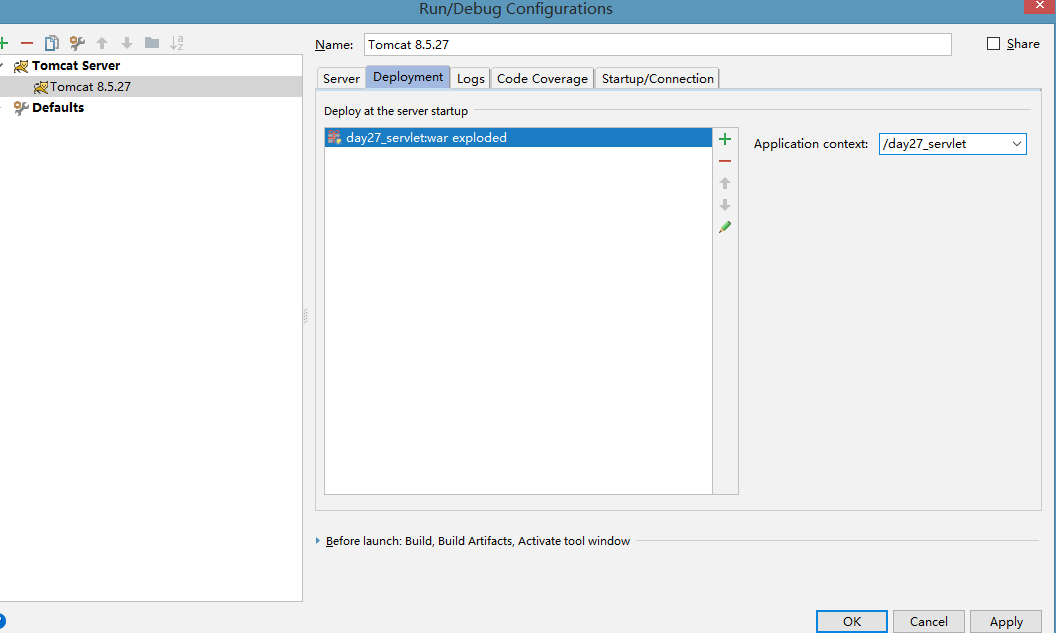 Run/Debug Configurations
Name: Tomcat 8.5.27 Share
Tomcat Server
Tomcat 8.5.27
Defaults
Server Deployment Logs Code Coverage Startup/Connection
Deploy at the server startup
day27_servlet:war exploded
Application context: /day27_servlet
Before launch: Build, Build Artifacts, Activate tool window
OK Cancel Apply